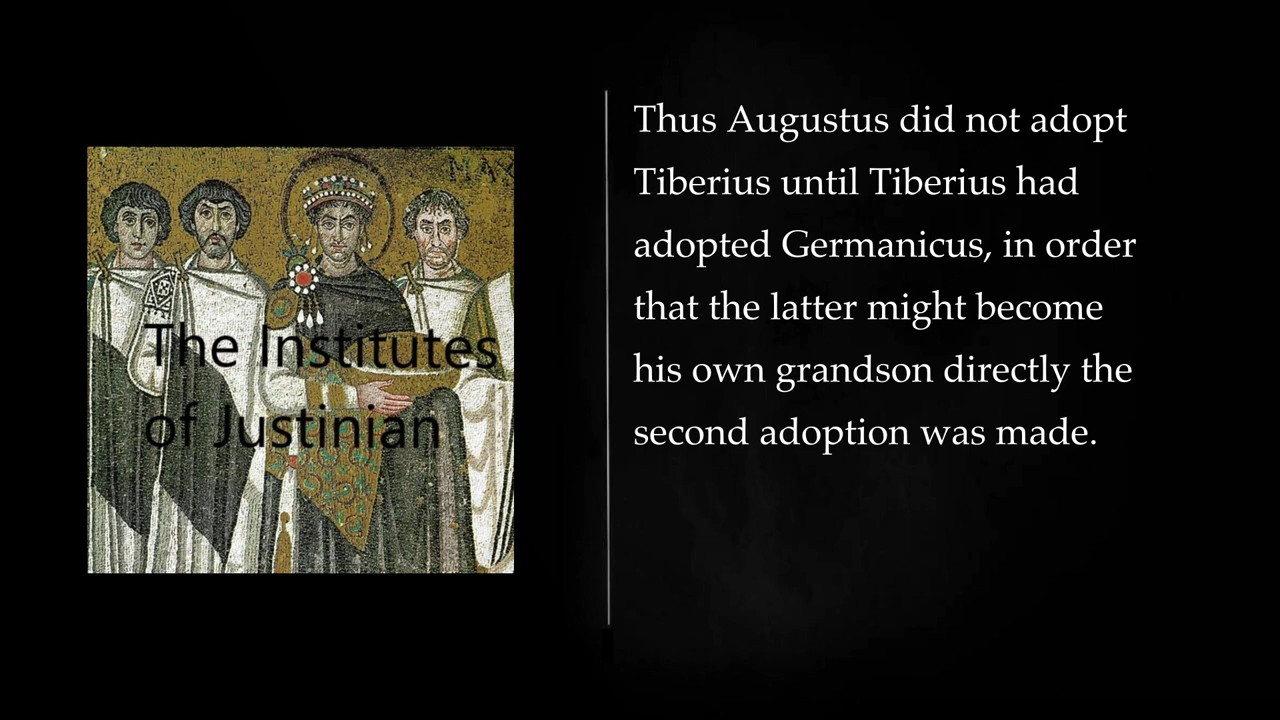 MAX
The Institutes
of Justinian
Thus Augustus did not adopt
Tiberius until Tiberius had
adopted Germanicus, in order
that the latter might become
his own grandson directly the
second adoption was made.